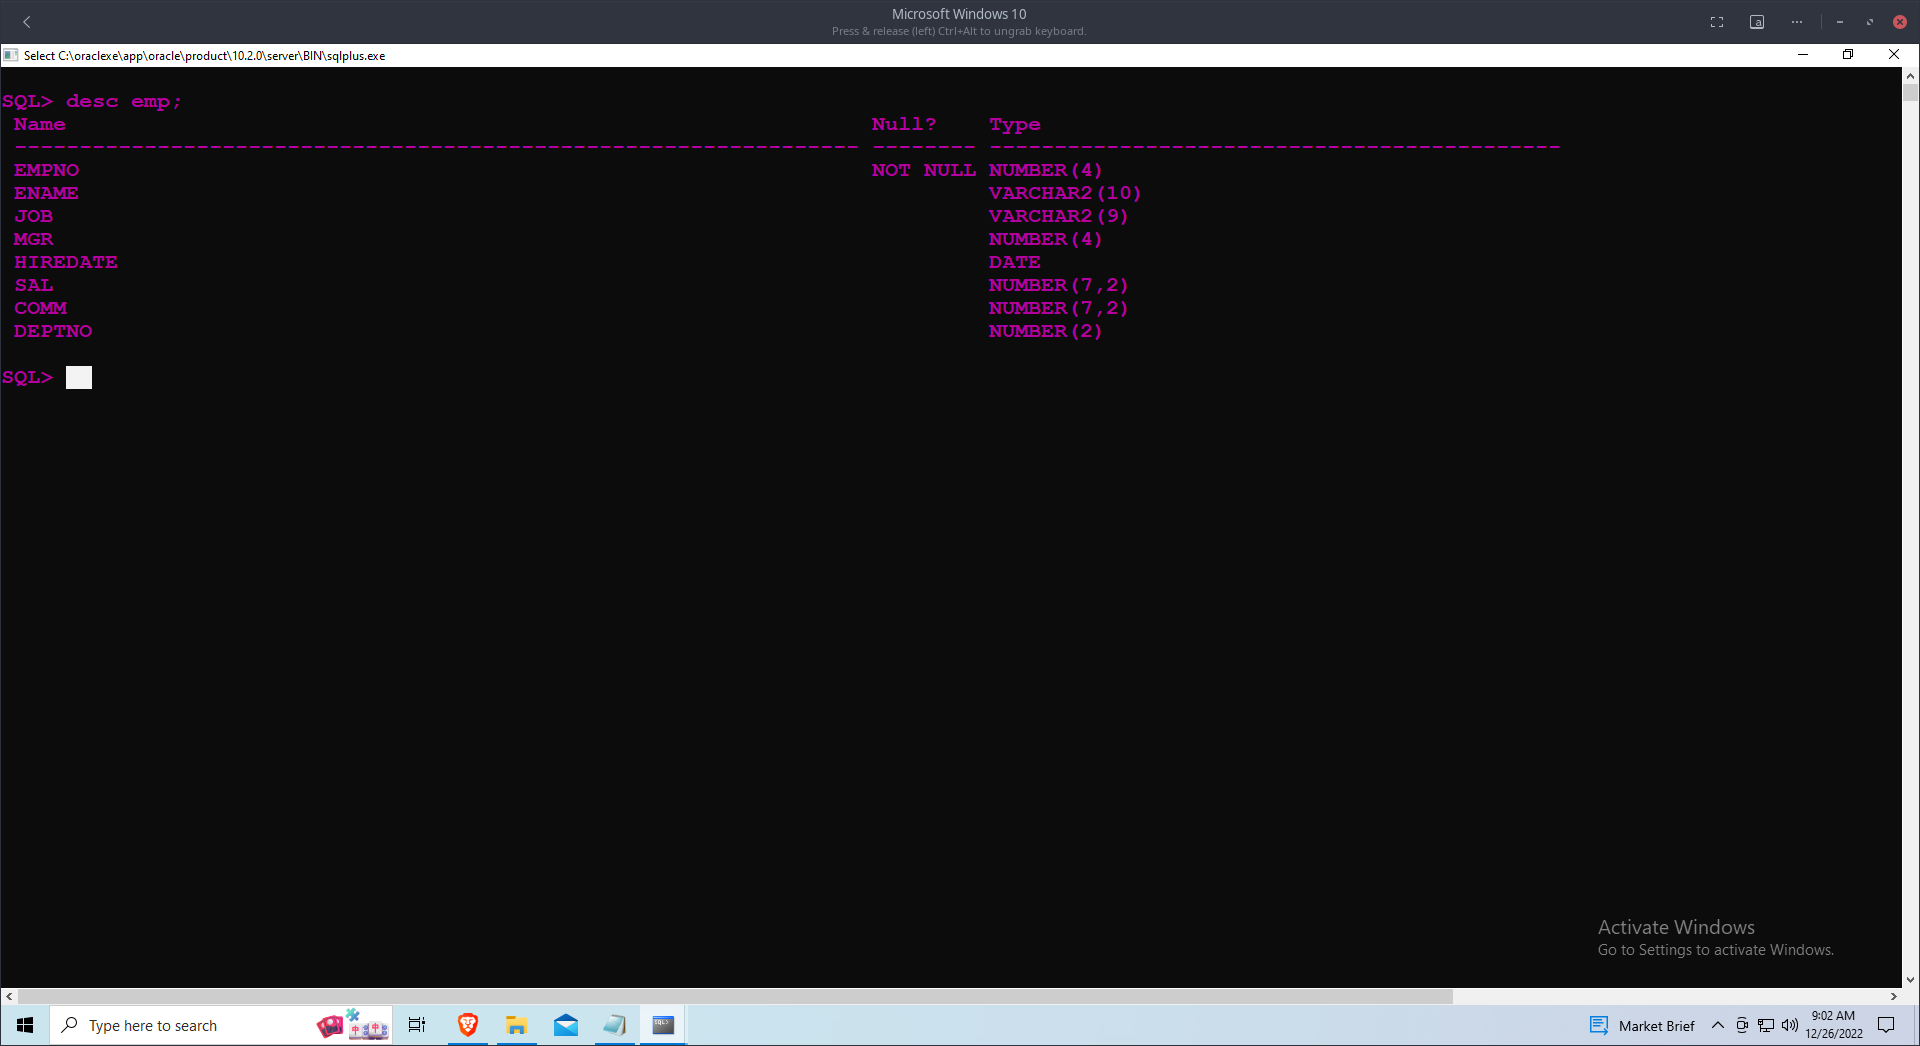 Microsoft Windows 10
Press & release (left) Ctrl+Alt to ungrab keyboard.
Select C:\oraclexe\app\oracle\product\10.2.0\server\BIN\sqlplus.exe
SQL> desc emp;
Name Null? Type
----------------------------------------------------------------- -------- --------------------------------------------
EMPNO NOT NULL NUMBER(4)
ENAME VARCHAR2(10)
JOB VARCHAR2(9)
MGR NUMBER(4)
HIREDATE DATE
SAL NUMBER(7,2)
COMM NUMBER(7,2)
DEPTNO NUMBER(2)
SQL>
Activate Windows
Go to Settings to activate Windows.
Type here to search
Market Brief
9:02 AM
12/26/2022